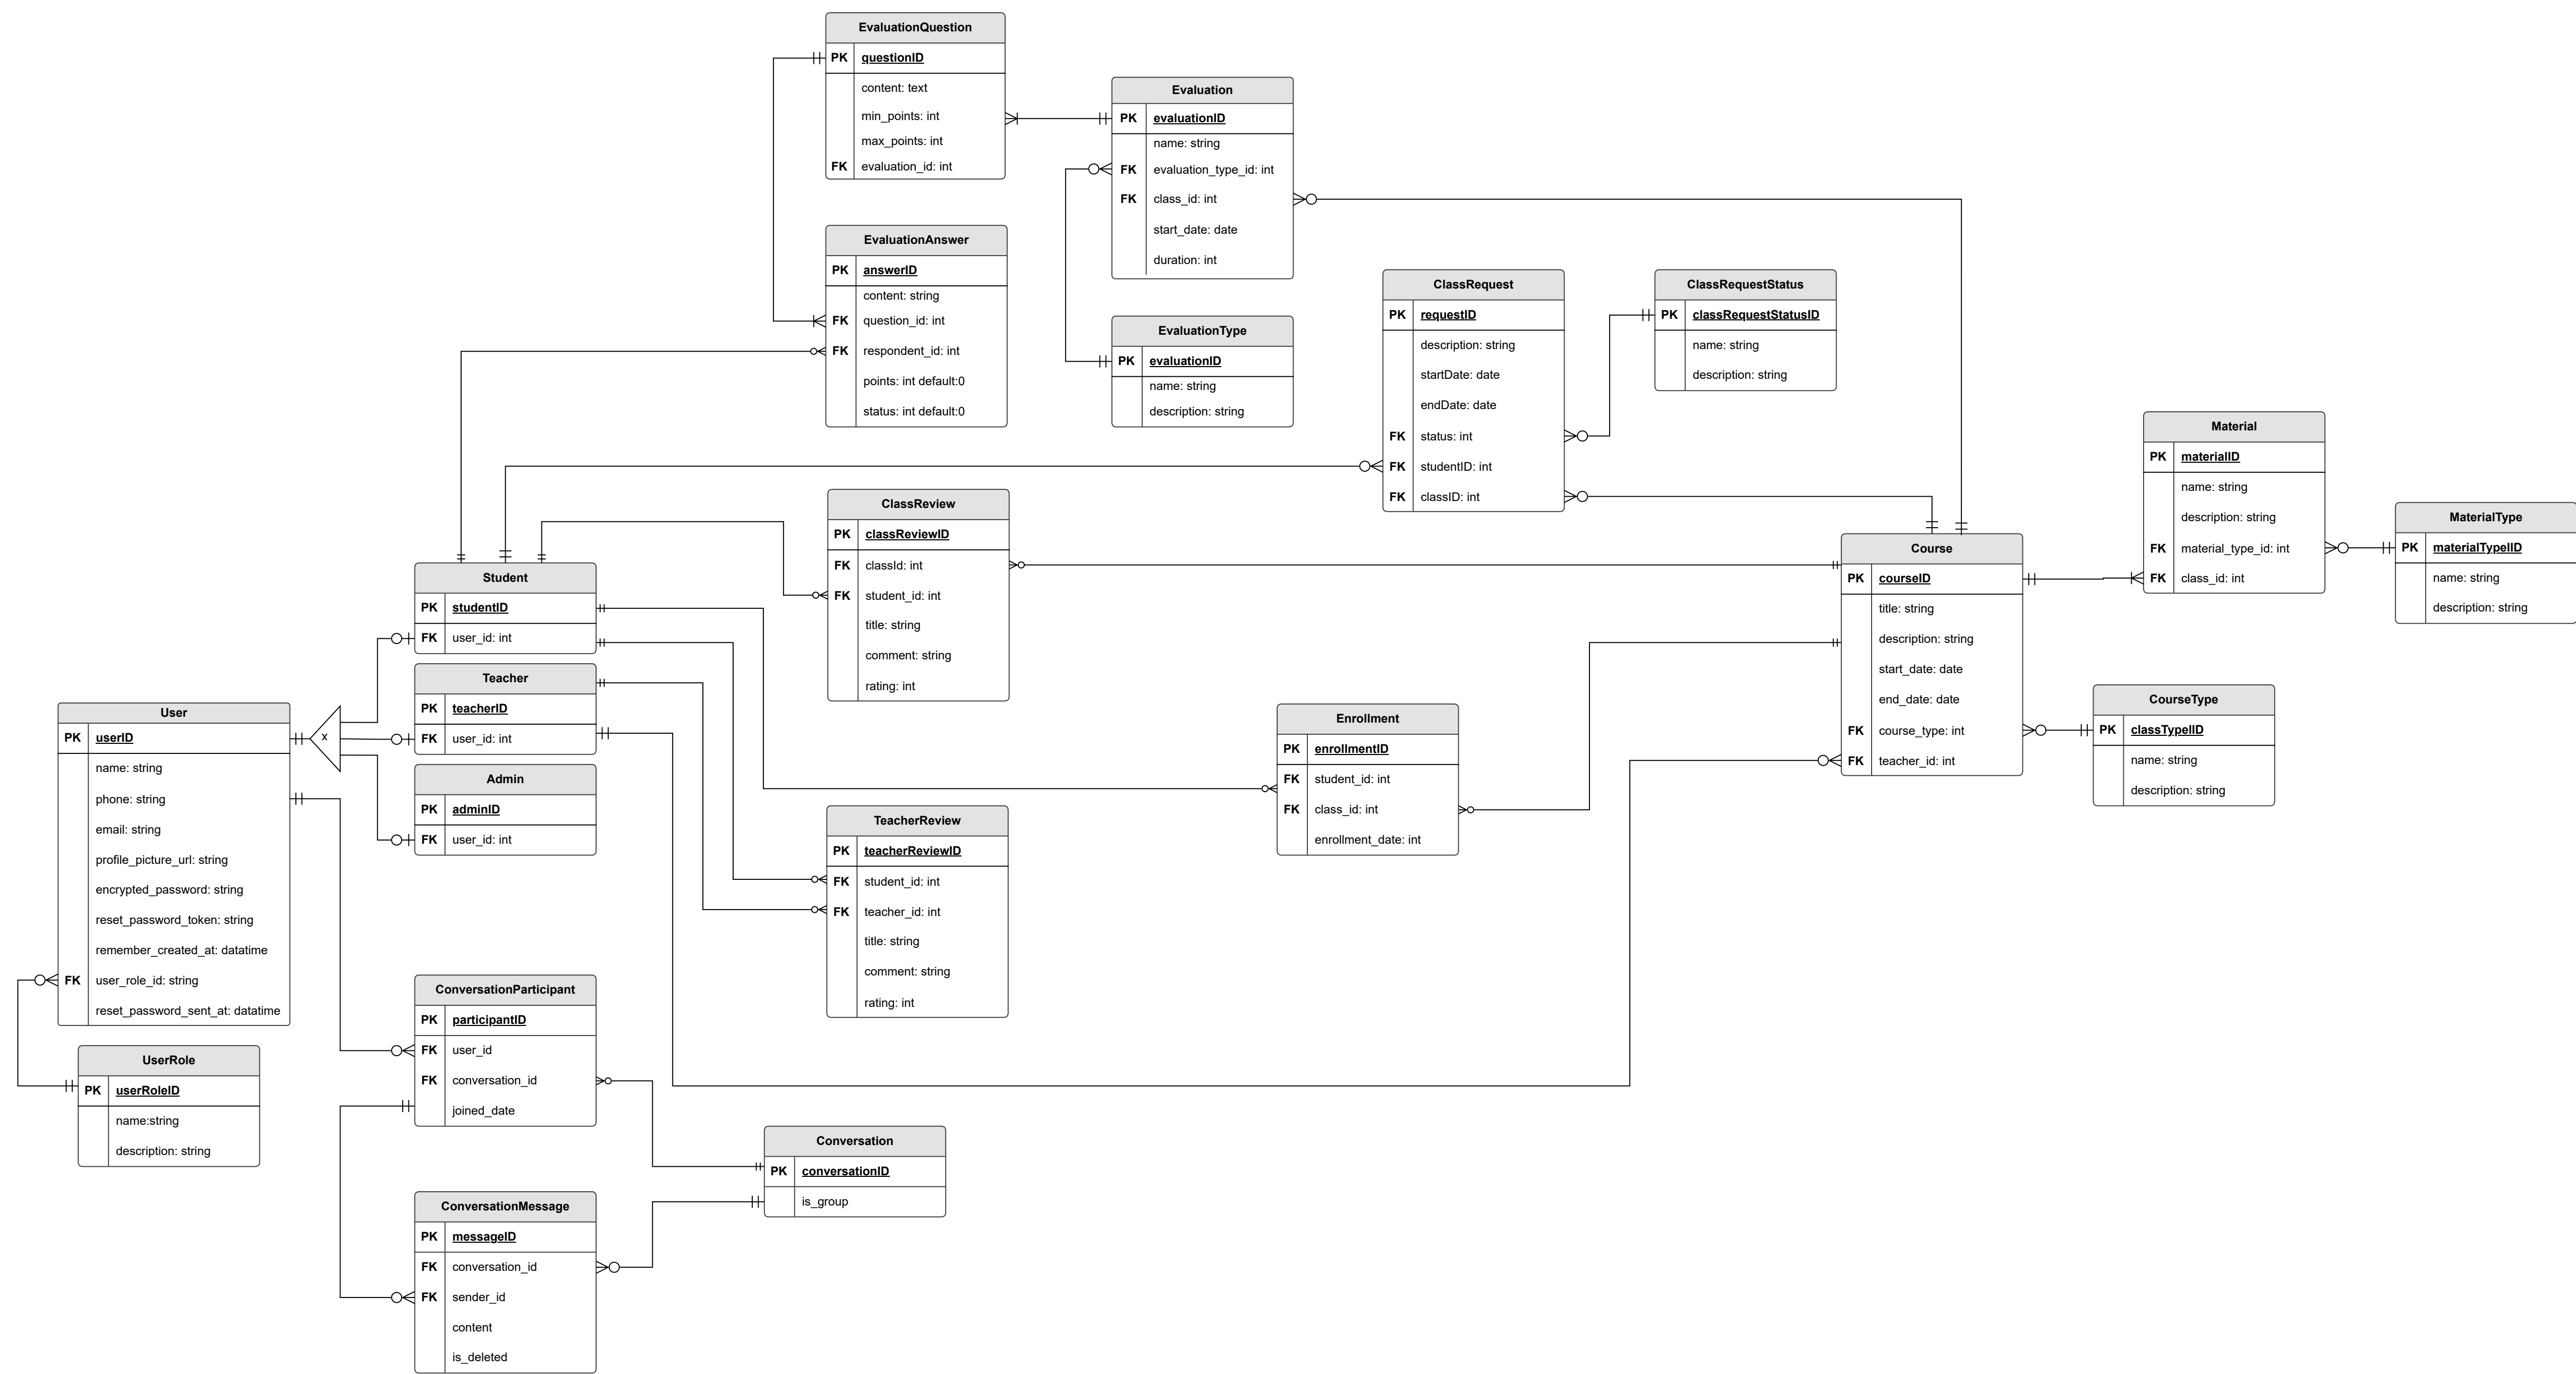 EvaluationQuestion
PK questionID
content: text
min_points: int
max_points: int
FK evaluation_id: int
Evaluation
PK evaluationID
name: string
FK evaluation_type_id: int
FK class_id: int
start_date: date
duration: int
EvaluationAnswer
PK answerID
content: string
FK question_id: int
FK respondent_id: int
points: int default:0
status: int default:0
EvaluationType
PK evaluationID
name: string
description: string
ClassRequest
PK requestID
description: string
startDate: date
endDate: date
FK status: int
FK studentID: int
FK classID: int
ClassRequestStatus
PK classRequestStatusID
name: string
description: string
Material
PK materialID
name: string
description: string
FK material_type_id: int
FK class_id: int
MaterialType
PK materialTypeIID
name: string
description: string
ClassReview
PK classReviewID
FK classId: int
FK student_id: int
title: string
comment: string
rating: int
Course
PK courseID
title: string
description: string
start_date: date
end_date: date
FK course_type: int
FK teacher_id: int
CourseType
PK classTypeIID
name: string
description: string
Student
PK studentID
FK user_id: int
Teacher
PK teacherID
FK user_id: int
Admin
PK adminID
FK user_id: int
User
PK userID
name: string
phone: string
email: string
profile_picture_url: string
encrypted_password: string
reset_password_token: string
remember_created_at: datatime
FK user_role_id: string
reset_password_sent_at: datatime
x
Enrollment
PK enrollmentID
FK student_id: int
FK class_id: int
enrollment_date: int
TeacherReview
PK teacherReviewID
FK student_id: int
FK teacher_id: int
title: string
comment: string
rating: int
UserRole
PK userRoleID
name:string
description: string
ConversationParticipant
PK participantID
FK user_id
FK conversation_id
joined_date
Conversation
PK conversationID
is_group
ConversationMessage
PK messageID
FK conversation_id
FK sender_id
content
is_deleted